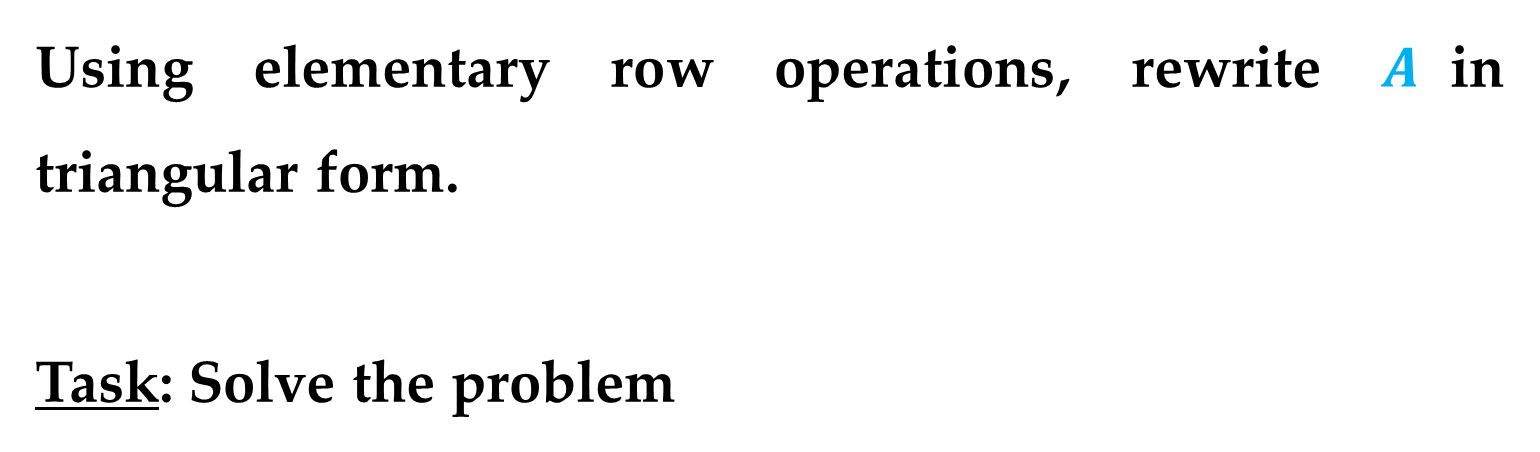 Using elementary row operations, rewrite A in
triangular form.
Task: Solve the problem